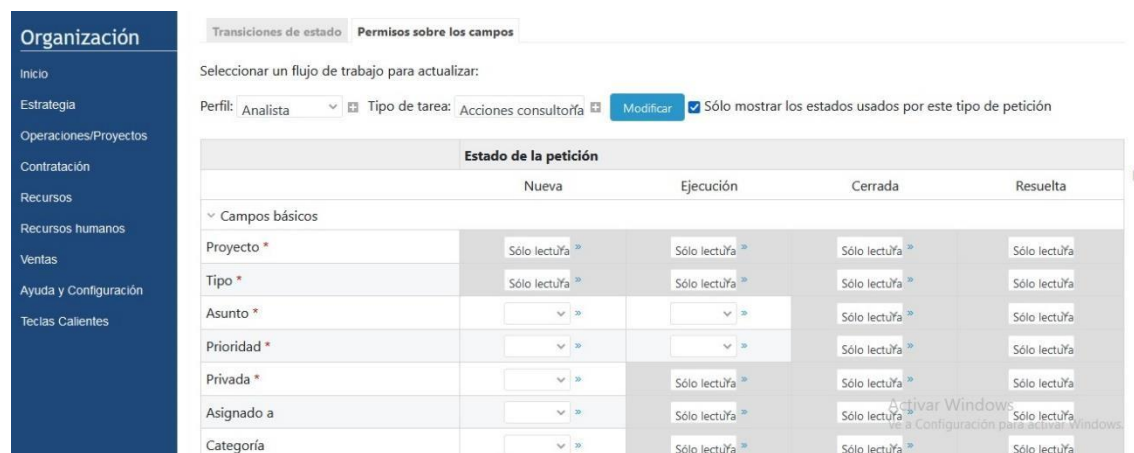 Organización
Inicio
Estrategia
Operaciones/Proyectos
Contratación
Recursos
Recursos humanos
Ventas
Ayuda y Configuración
Teclas Calientes
Transiciones de estado Permisos sobre los campos
Seleccionar un flujo de trabajo para actualizar:
Perfil: Analista Tipo de tarea: Acciones consultoría Modificar Sólo mostrar los estados usados por este tipo de petición
Estado de la petición
Nueva Ejecución Cerrada Resuelta
Campos básicos
Proyecto * Sólo lectura » Sólo lectura » Sólo lectura » Sólo lectura
Tipo * Sólo lectura » Sólo lectura » Sólo lectura » Sólo lectura
Asunto * » » Sólo lectura » Sólo lectura
Prioridad * » » Sólo lectura » Sólo lectura
Privada * » Sólo lectura » Sólo lectura » Sólo lectura
Asignado a » Sólo lectura » Sólo lectura » Sólo lectura
Categoría » Sólo lectura » Sólo lectura » Sólo lectura
Activar Windows
Ve a Configuración para activar Windows.